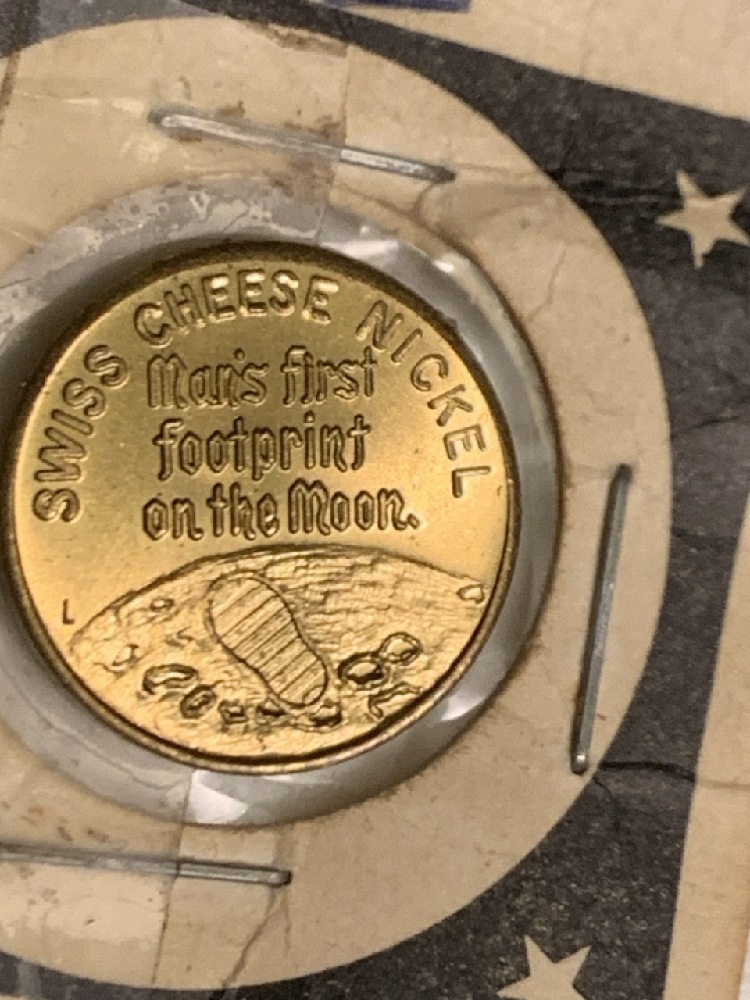 SWISS CHEESE NICKEL
Man's first
footprint
on the Moon.
L